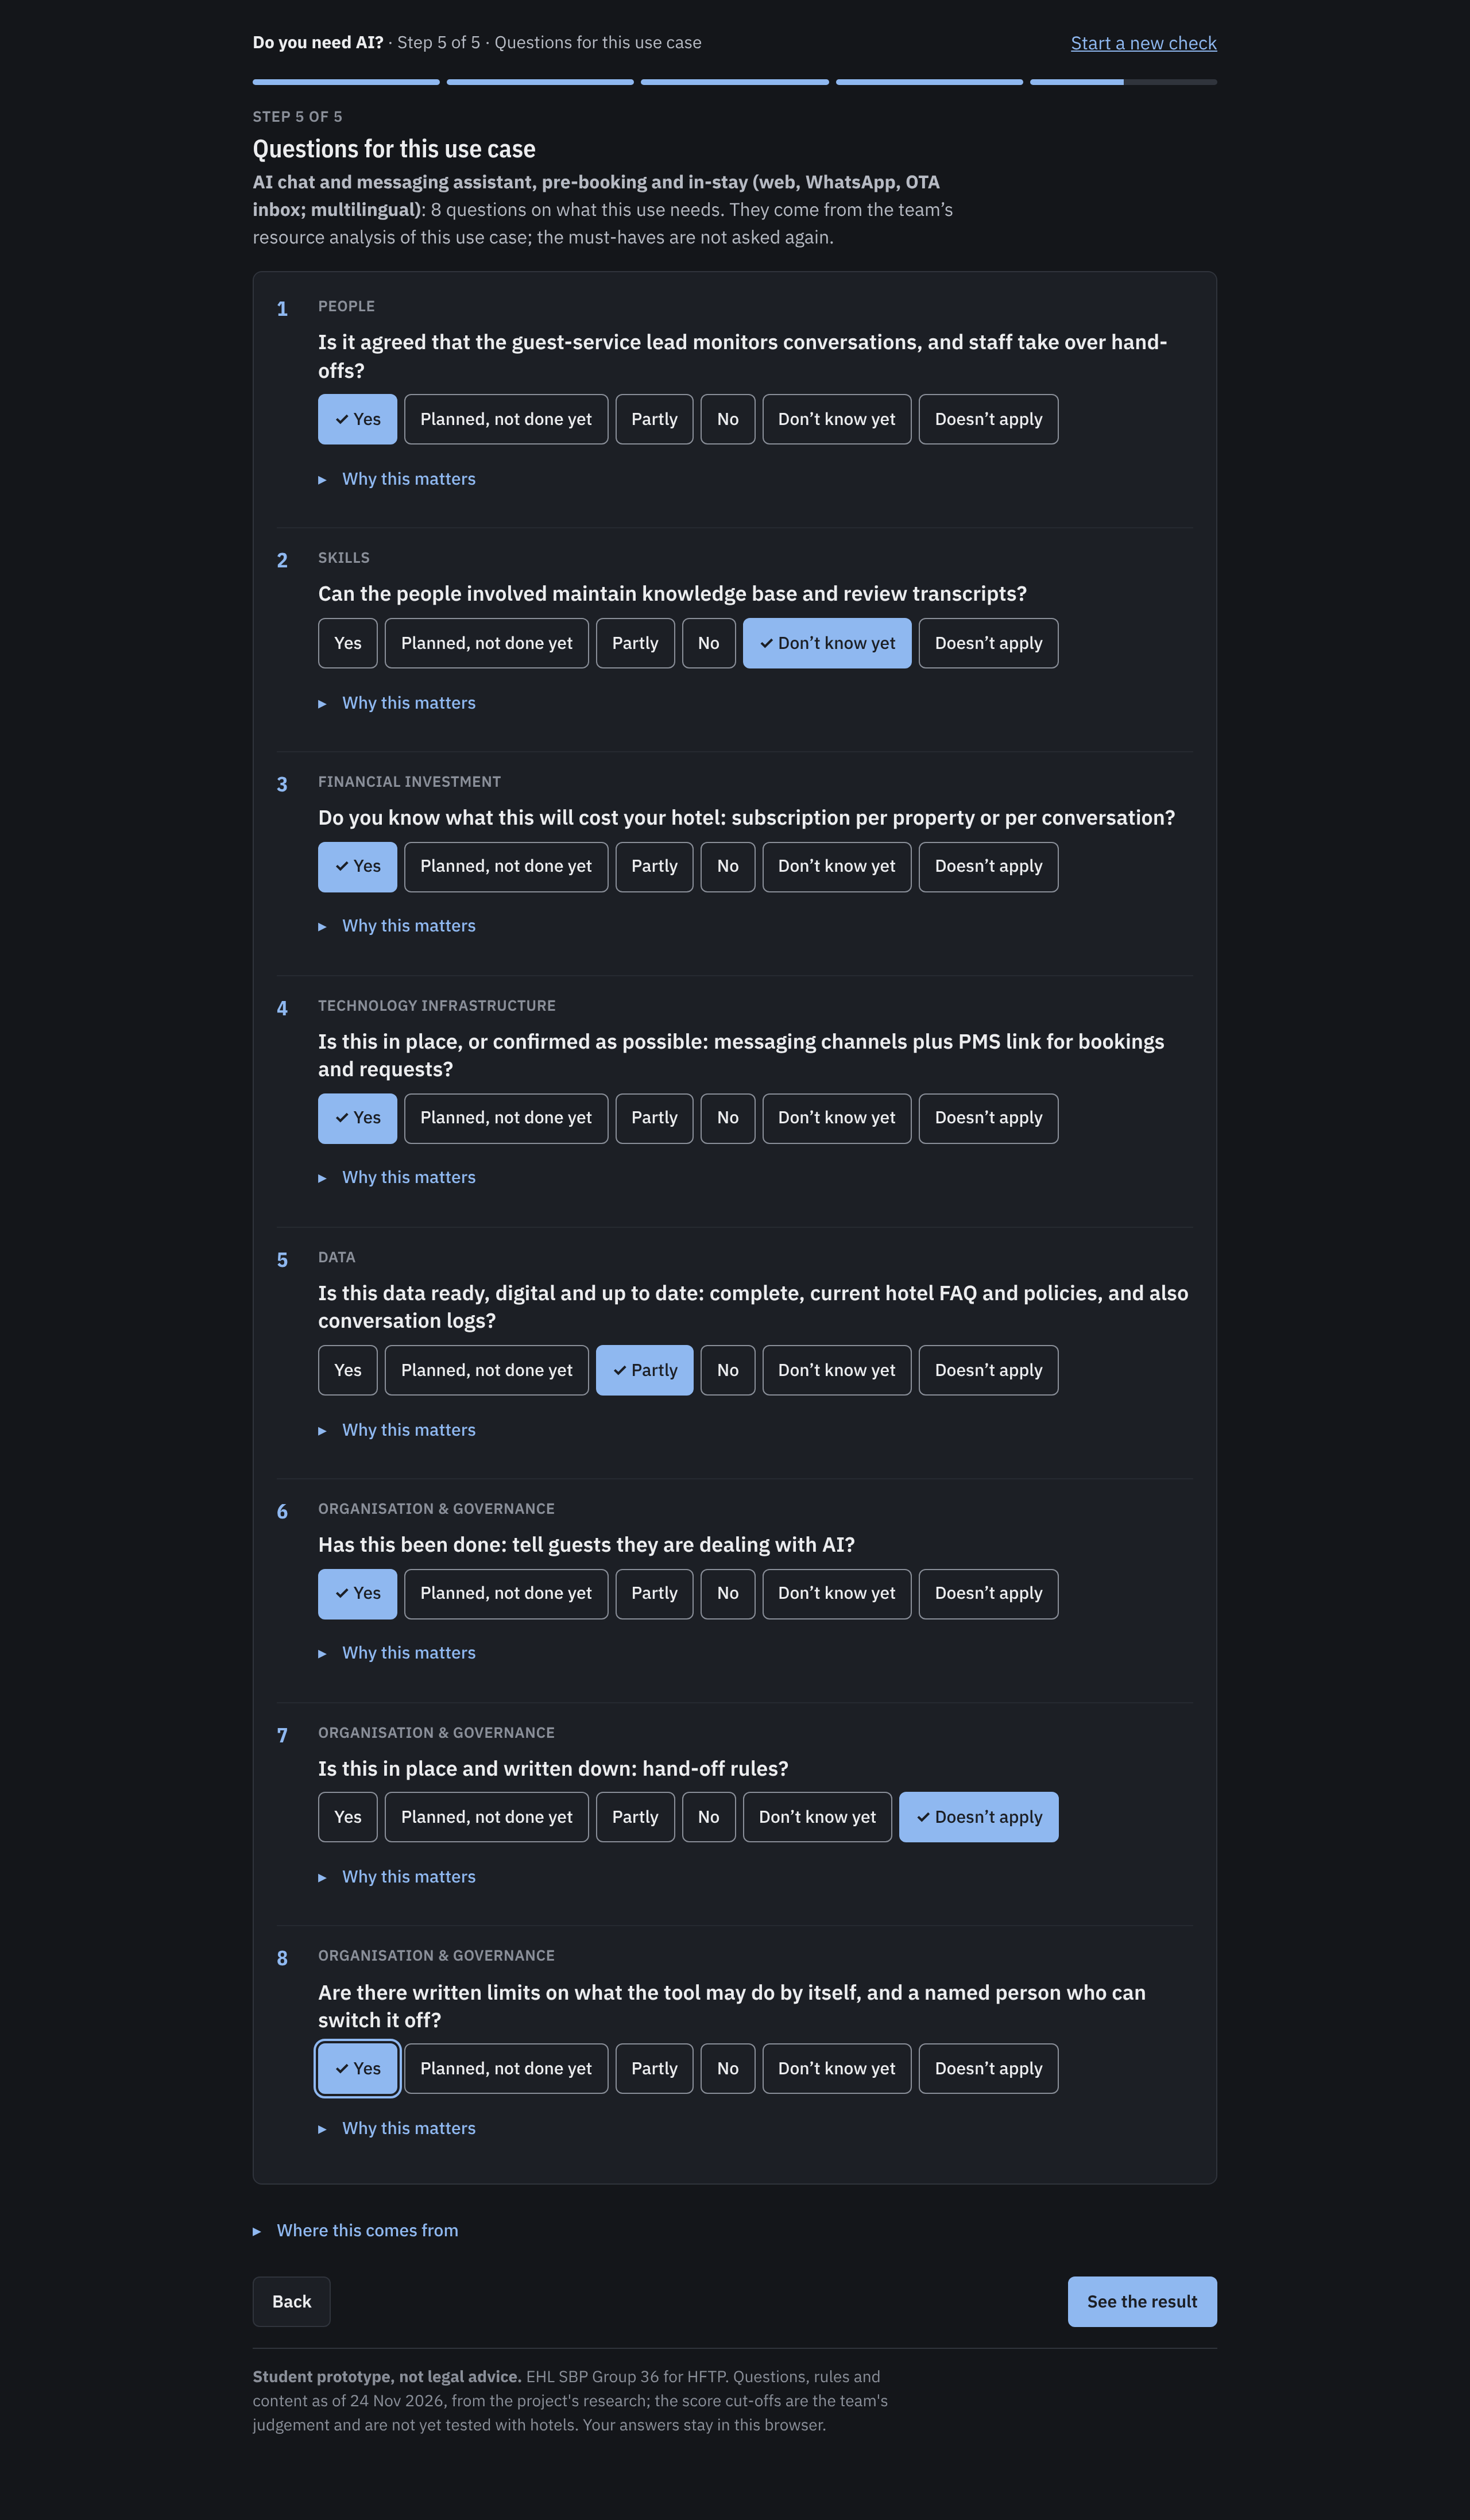 Do you need AI? · Step 5 of 5 · Questions for this use case
Start a new check
STEP 5 OF 5
Questions for this use case
AI chat and messaging assistant, pre-booking and in-stay (web, WhatsApp, OTA
inbox; multilingual): 8 questions on what this use needs. They come from the team’s
resource analysis of this use case; the must-haves are not asked again.
1 PEOPLE
Is it agreed that the guest-service lead monitors conversations, and staff take over hand-
offs?
✓ Yes Planned, not done yet Partly No Don’t know yet Doesn’t apply
▸ Why this matters
2 SKILLS
Can the people involved maintain knowledge base and review transcripts?
Yes Planned, not done yet Partly No ✓ Don’t know yet Doesn’t apply
▸ Why this matters
3 FINANCIAL INVESTMENT
Do you know what this will cost your hotel: subscription per property or per conversation?
✓ Yes Planned, not done yet Partly No Don’t know yet Doesn’t apply
▸ Why this matters
4 TECHNOLOGY INFRASTRUCTURE
Is this in place, or confirmed as possible: messaging channels plus PMS link for bookings
and requests?
✓ Yes Planned, not done yet Partly No Don’t know yet Doesn’t apply
▸ Why this matters
5 DATA
Is this data ready, digital and up to date: complete, current hotel FAQ and policies, and also
conversation logs?
Yes Planned, not done yet ✓ Partly No Don’t know yet Doesn’t apply
▸ Why this matters
6 ORGANISATION & GOVERNANCE
Has this been done: tell guests they are dealing with AI?
✓ Yes Planned, not done yet Partly No Don’t know yet Doesn’t apply
▸ Why this matters
7 ORGANISATION & GOVERNANCE
Is this in place and written down: hand-off rules?
Yes Planned, not done yet Partly No Don’t know yet ✓ Doesn’t apply
▸ Why this matters
8 ORGANISATION & GOVERNANCE
Are there written limits on what the tool may do by itself, and a named person who can
switch it off?
✓ Yes Planned, not done yet Partly No Don’t know yet Doesn’t apply
▸ Why this matters
▸ Where this comes from
Back
See the result
Student prototype, not legal advice. EHL SBP Group 36 for HFTP. Questions, rules and
content as of 24 Nov 2026, from the project's research; the score cut-offs are the team's
judgement and are not yet tested with hotels. Your answers stay in this browser.